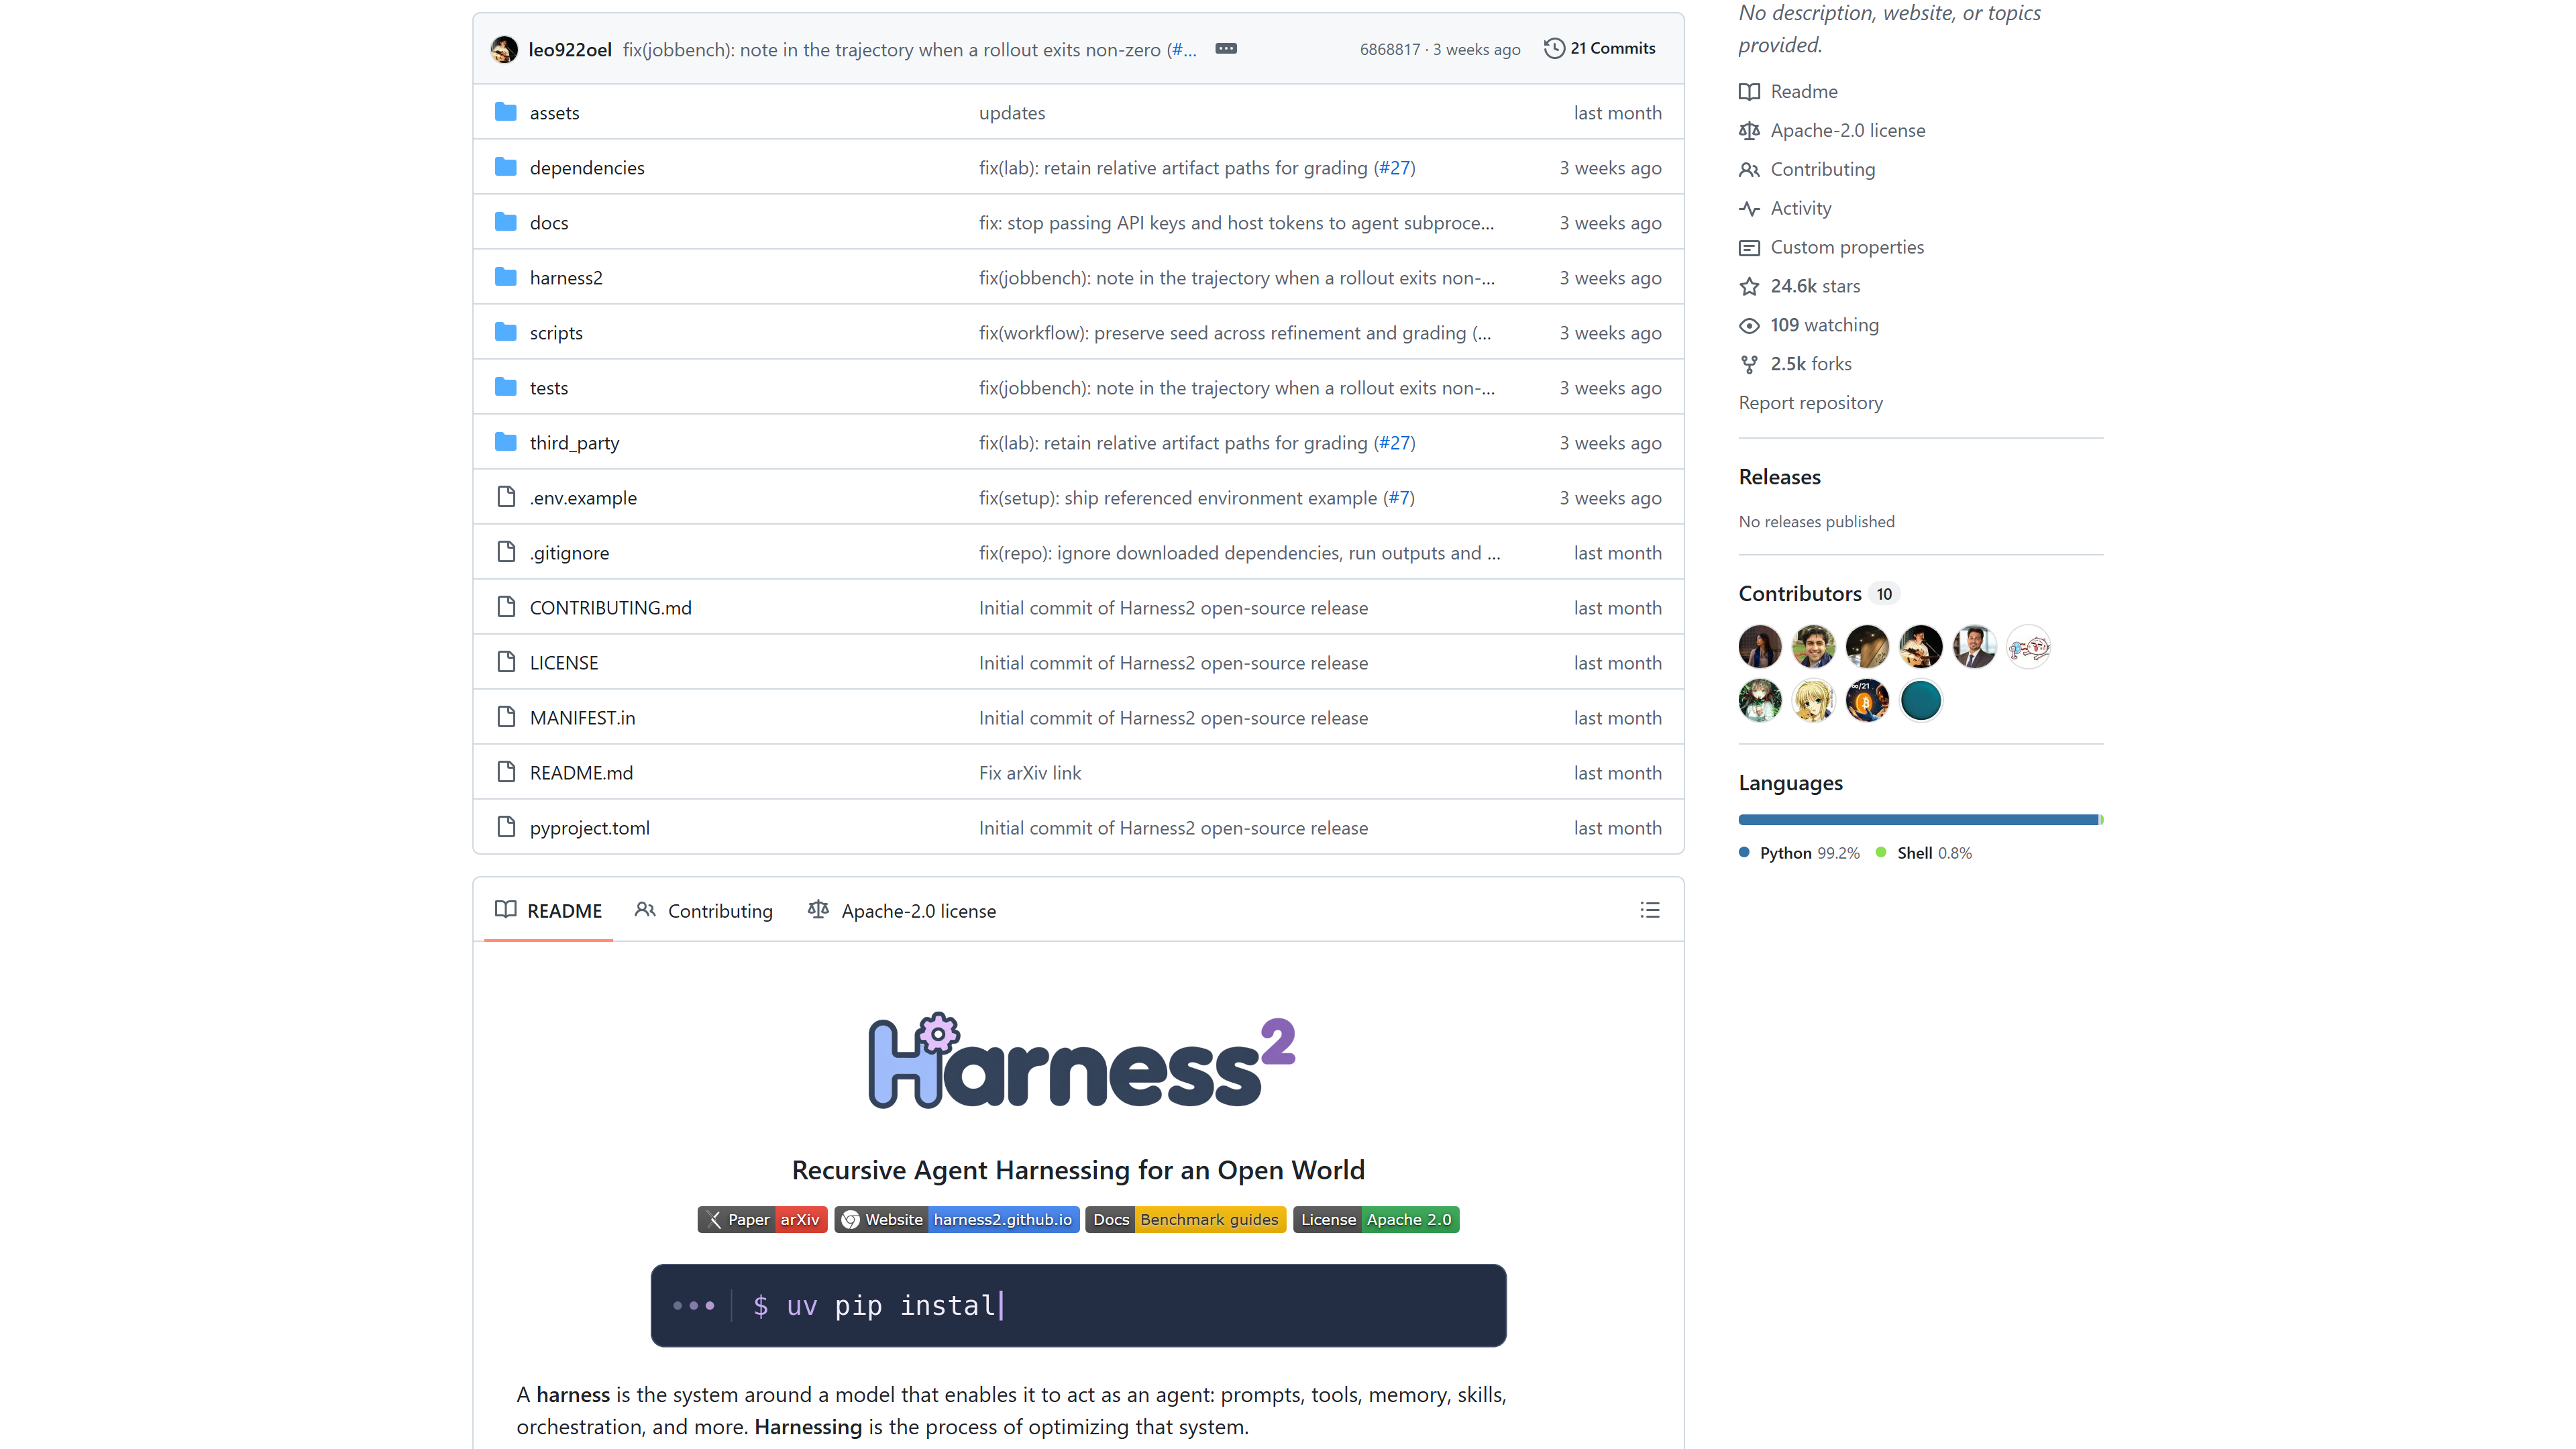 leo922oel fix(jobbench): note in the trajectory when a rollout exits non-zero (#... 6868817 · 3 weeks ago 21 Commits
assets updates last month
dependencies fix(lab): retain relative artifact paths for grading (#27) 3 weeks ago
docs fix: stop passing API keys and host tokens to agent subproce... 3 weeks ago
harness2 fix(jobbench): note in the trajectory when a rollout exits non-... 3 weeks ago
scripts fix(workflow): preserve seed across refinement and grading (... 3 weeks ago
tests fix(jobbench): note in the trajectory when a rollout exits non-... 3 weeks ago
third_party fix(lab): retain relative artifact paths for grading (#27) 3 weeks ago
.env.example fix(setup): ship referenced environment example (#7) 3 weeks ago
.gitignore fix(repo): ignore downloaded dependencies, run outputs and ... last month
CONTRIBUTING.md Initial commit of Harness2 open-source release last month
LICENSE Initial commit of Harness2 open-source release last month
MANIFEST.in Initial commit of Harness2 open-source release last month
README.md Fix arXiv link last month
pyproject.toml Initial commit of Harness2 open-source release last month
README Contributing Apache-2.0 license
Harness²
Recursive Agent Harnessing for an Open World
Paper arXiv Website harness2.github.io Docs Benchmark guides License Apache 2.0
$ uv pip instal
A harness is the system around a model that enables it to act as an agent: prompts, tools, memory, skills,
orchestration, and more. Harnessing is the process of optimizing that system.
No description, website, or topics
provided.
Readme
Apache-2.0 license
Contributing
Activity
Custom properties
24.6k stars
109 watching
2.5k forks
Report repository
Releases
No releases published
Contributors 10
∞/21
Languages
Python 99.2% Shell 0.8%